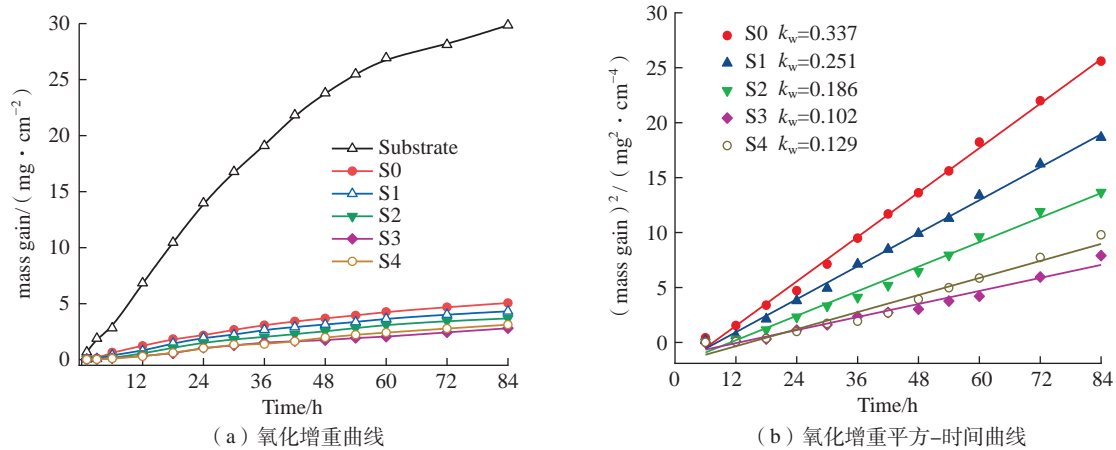 30
25
20
15
10
5
0
mass gain/(mg·cm⁻²)
Substrate
S0
S1
S2
S3
S4
12 24 36 48 60 72 84
Time/h
(a)氧化增重曲线
30
25
20
15
10
5
0
(mass gain)²/(mg²·cm⁻⁴)
S0 kw=0.337
S1 kw=0.251
S2 kw=0.186
S3 kw=0.102
S4 kw=0.129
0 12 24 36 48 60 72 84
Time/h
(b)氧化增重平方–时间曲线